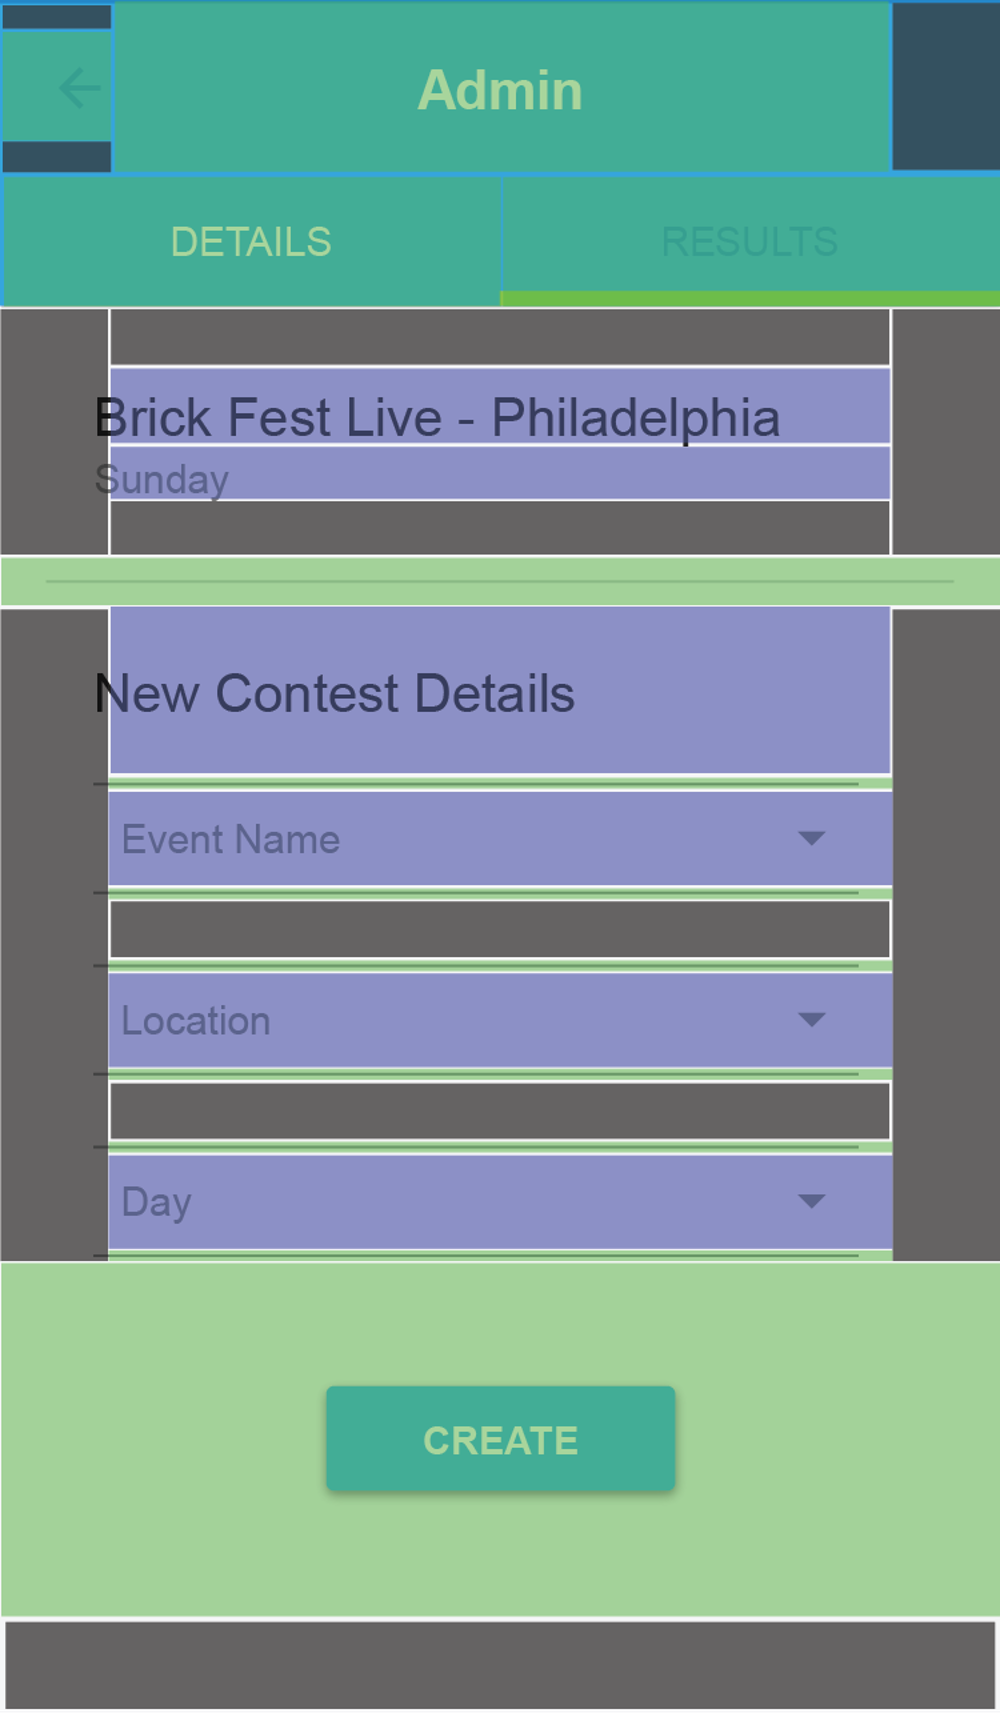 Admin
DETAILS
RESULTS
Brick Fest Live - Philadelphia
Sunday
New Contest Details
Event Name
Location
Day
CREATE